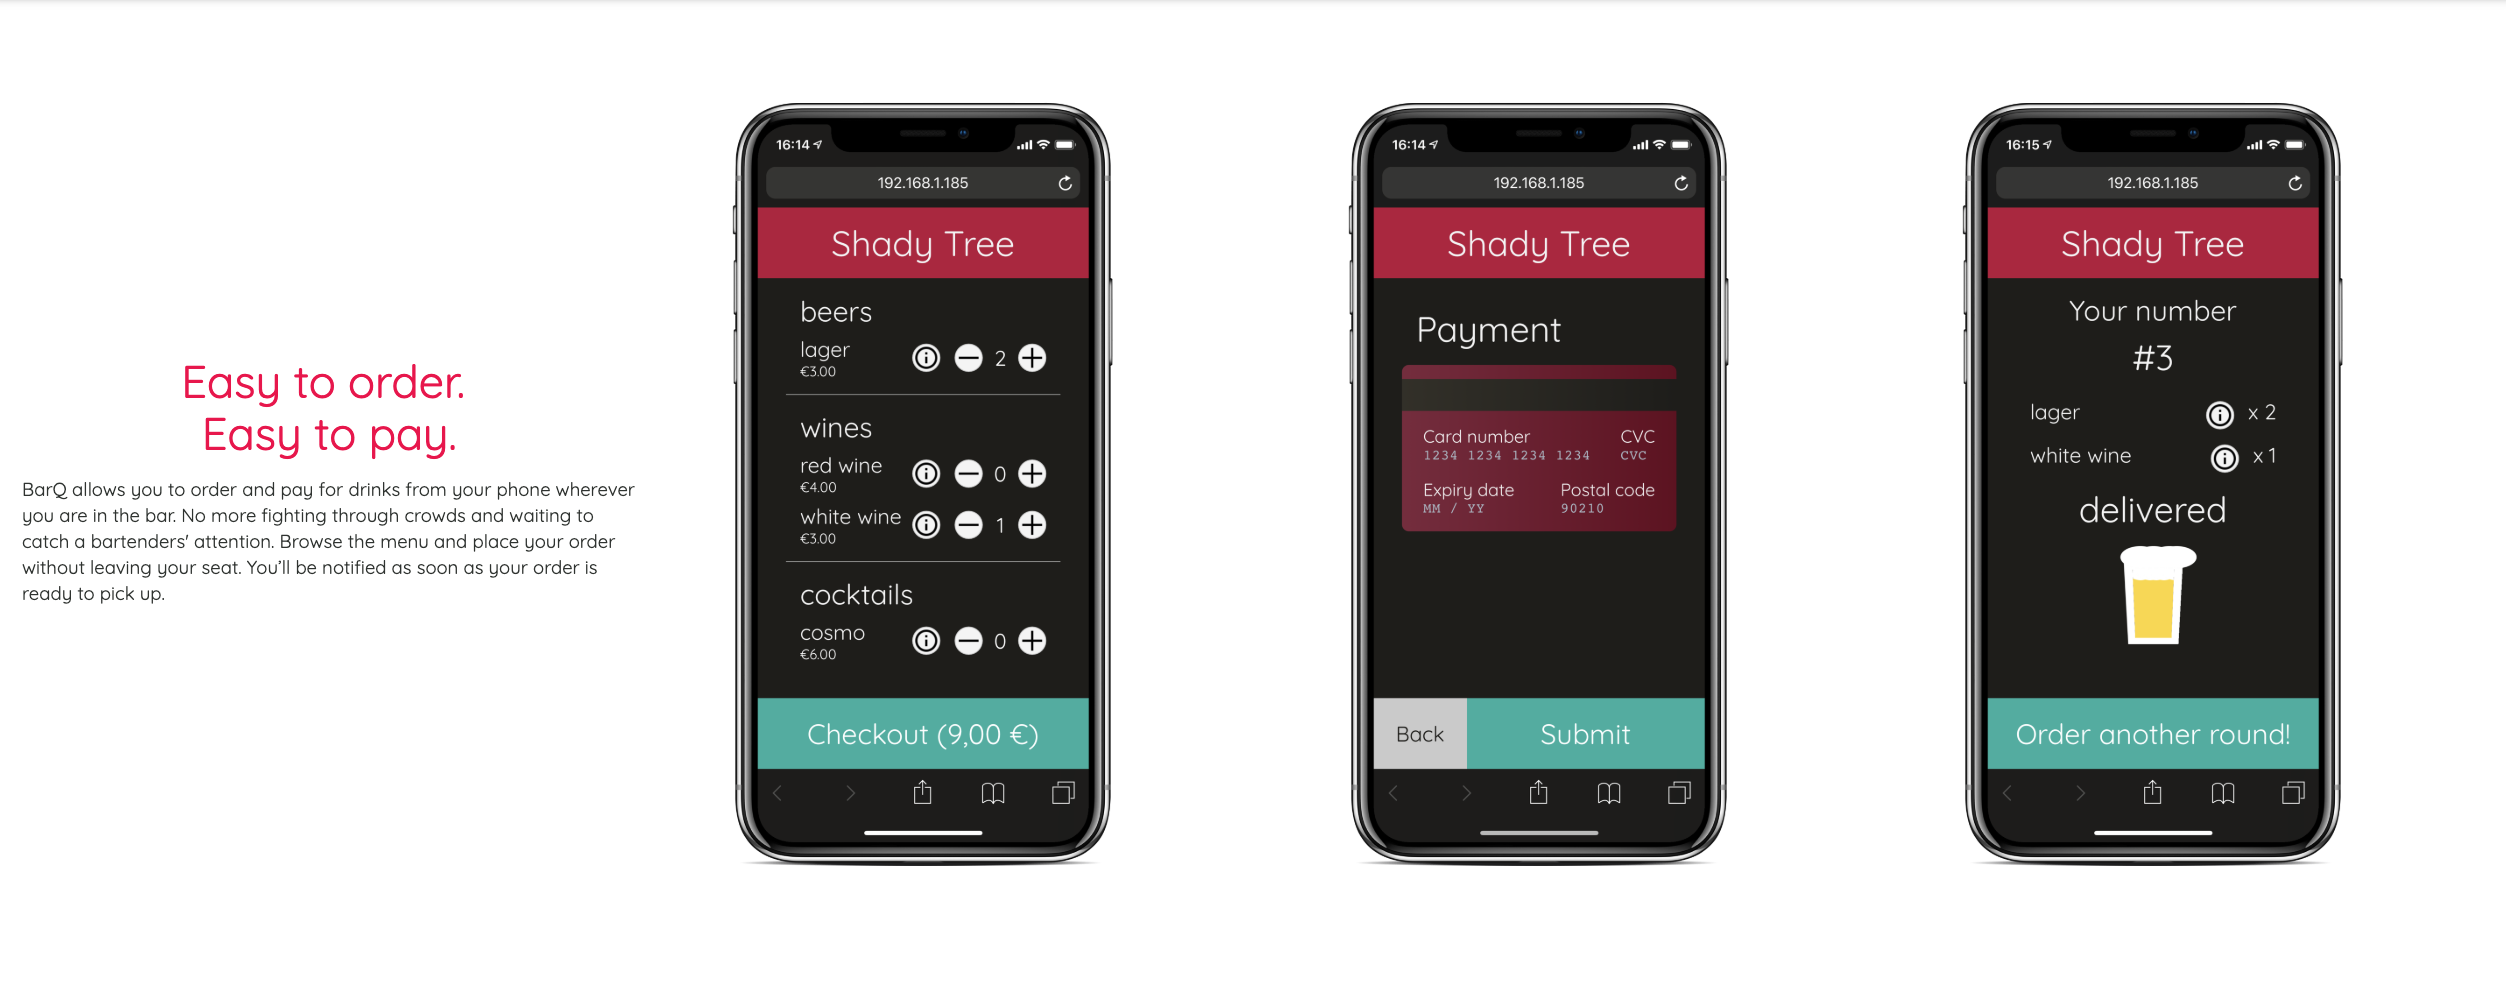 Easy to order.
Easy to pay.
BarQ allows you to order and pay for drinks from your phone wherever
you are in the bar. No more fighting through crowds and waiting to
catch a bartenders' attention. Browse the menu and place your order
without leaving your seat. You'll be notified as soon as your order is
ready to pick up.
16:14
192.168.1.185
Shady Tree
beers
lager 2
€3.00
wines
red wine 0
€4.00
white wine 1
€3.00
cocktails
cosmo 0
€6.00
Checkout (9,00 €)
16:14
192.168.1.185
Shady Tree
Payment
Card number CVC
1234 1234 1234 1234 CVC
Expiry date Postal code
MM / YY 90210
Back Submit
16:15
192.168.1.185
Shady Tree
Your number
#3
lager x 2
white wine x 1
delivered
Order another round!